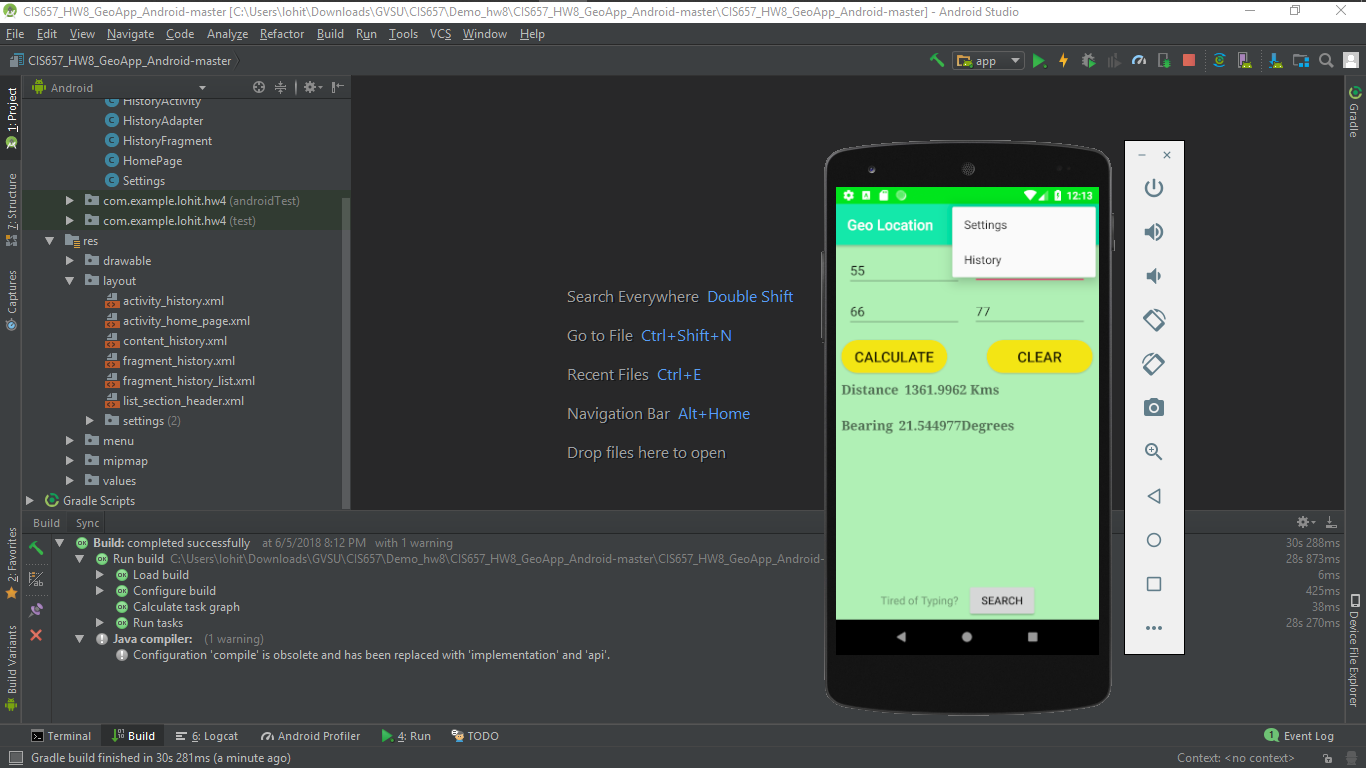 CIS657_HW8_GeoApp_Android-master [C:\Users\lohit\Downloads\GVSU\CIS657\Demo_hw8\CIS657_HW8_GeoApp_Android-master\CIS657_HW8_GeoApp_Android-master] - Android Studio
File Edit View Navigate Code Analyze Refactor Build Run Tools VCS Window Help
CIS657_HW8_GeoApp_Android-master
app
Android
1: Project
7: Structure
Captures
2: Favorites
Build Variants
HistoryActivity
HistoryAdapter
HistoryFragment
HomePage
Settings
com.example.lohit.hw4 (androidTest)
com.example.lohit.hw4 (test)
res
drawable
layout
activity_history.xml
activity_home_page.xml
content_history.xml
fragment_history.xml
fragment_history_list.xml
list_section_header.xml
settings (2)
menu
mipmap
values
Gradle Scripts
Search Everywhere Double Shift
Go to File Ctrl+Shift+N
Recent Files Ctrl+E
Navigation Bar Alt+Home
Drop files here to open
12:13
Geo Location
Settings
History
55
66 77
CALCULATE CLEAR
Distance 1361.9962 Kms
Bearing 21.544977Degrees
Tired of Typing? SEARCH
Gradle
Device File Explorer
Build Sync
Build: completed successfully at 6/5/2018 8:12 PM with 1 warning 30s 288ms
Run build C:\Users\lohit\Downloads\GVSU\CIS657\Demo_hw8\CIS657_HW8_GeoApp_Android-master\CIS657_HW8_GeoApp_Android- 28s 873ms
Load build 6ms
Configure build 425ms
Calculate task graph 38ms
Run tasks 28s 270ms
Java compiler: (1 warning)
Configuration 'compile' is obsolete and has been replaced with 'implementation' and 'api'.
Terminal Build 6: Logcat Android Profiler 4: Run TODO 1 Event Log
Gradle build finished in 30s 281ms (a minute ago) Context: <no context>